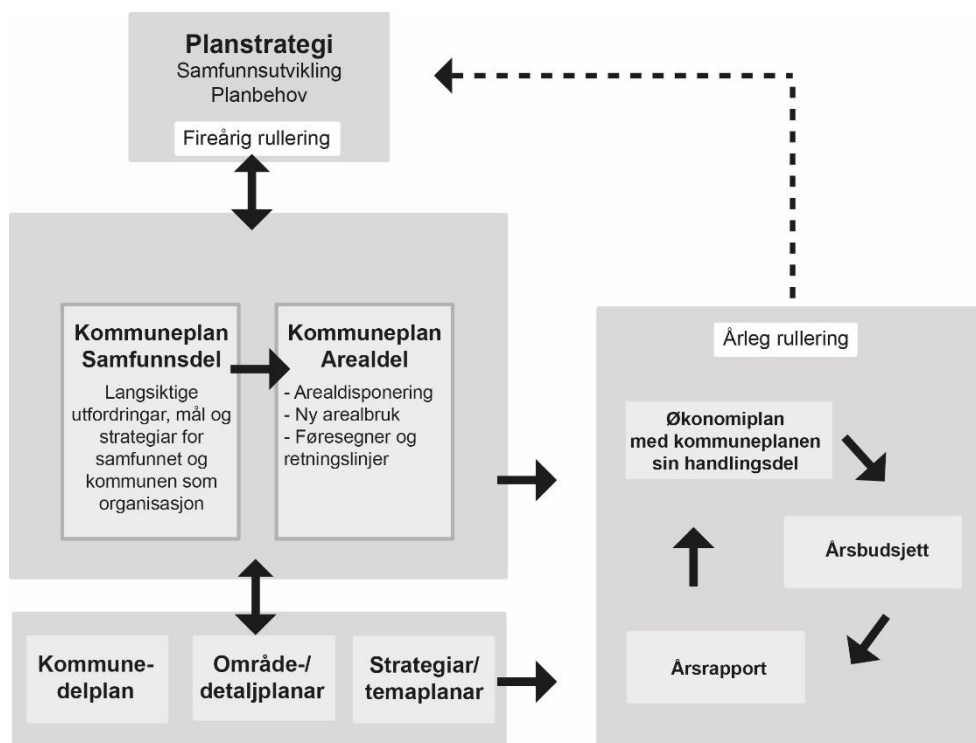 Planstrategi
Samfunnsutvikling
Planbehov
Fireårig rullering
Kommuneplan
Samfunnsdel
Langsiktige
utfordringar, mål og
strategiar for
samfunnet og
kommunen som
organisasjon
Kommuneplan
Arealdel
- Arealdisponering
- Ny arealbruk
- Føresegner og
retningslinjer
Kommune-
delplan
Område-/
detaljplanar
Strategiar/
temaplanar
Årleg rullering
Økonomiplan
med kommuneplanen
sin handlingsdel
Årsbudsjett
Årsrapport